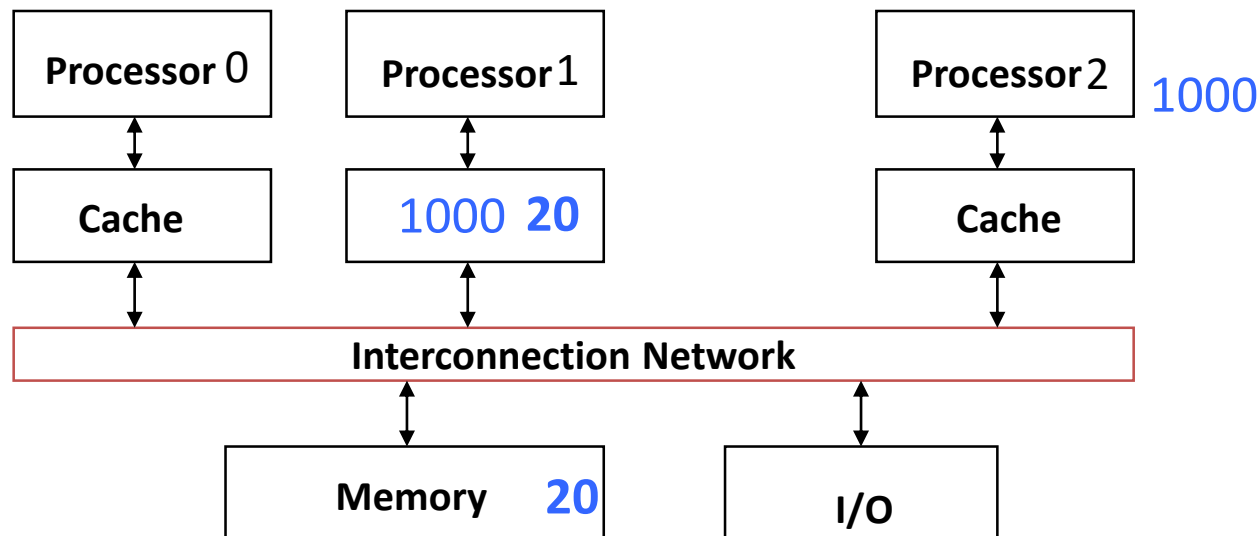 Processor 0
Processor 1
Processor 2
1000
Cache
1000 20
Cache
Interconnection Network
Memory 20
I/O